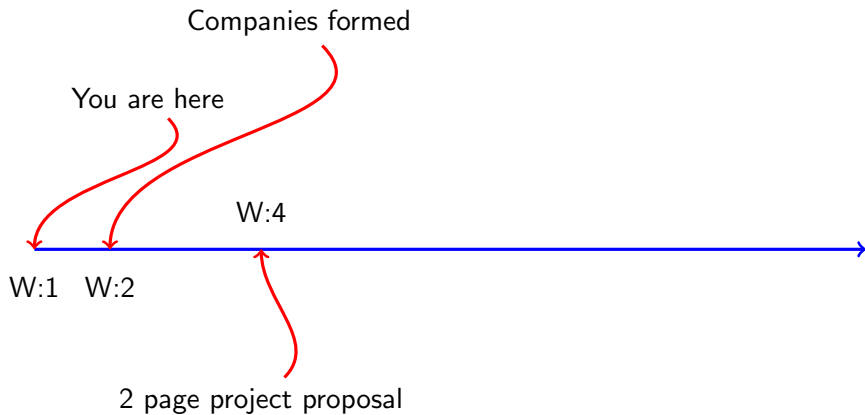 Companies formed
You are here
W:4
W:1
W:2
2 page project proposal